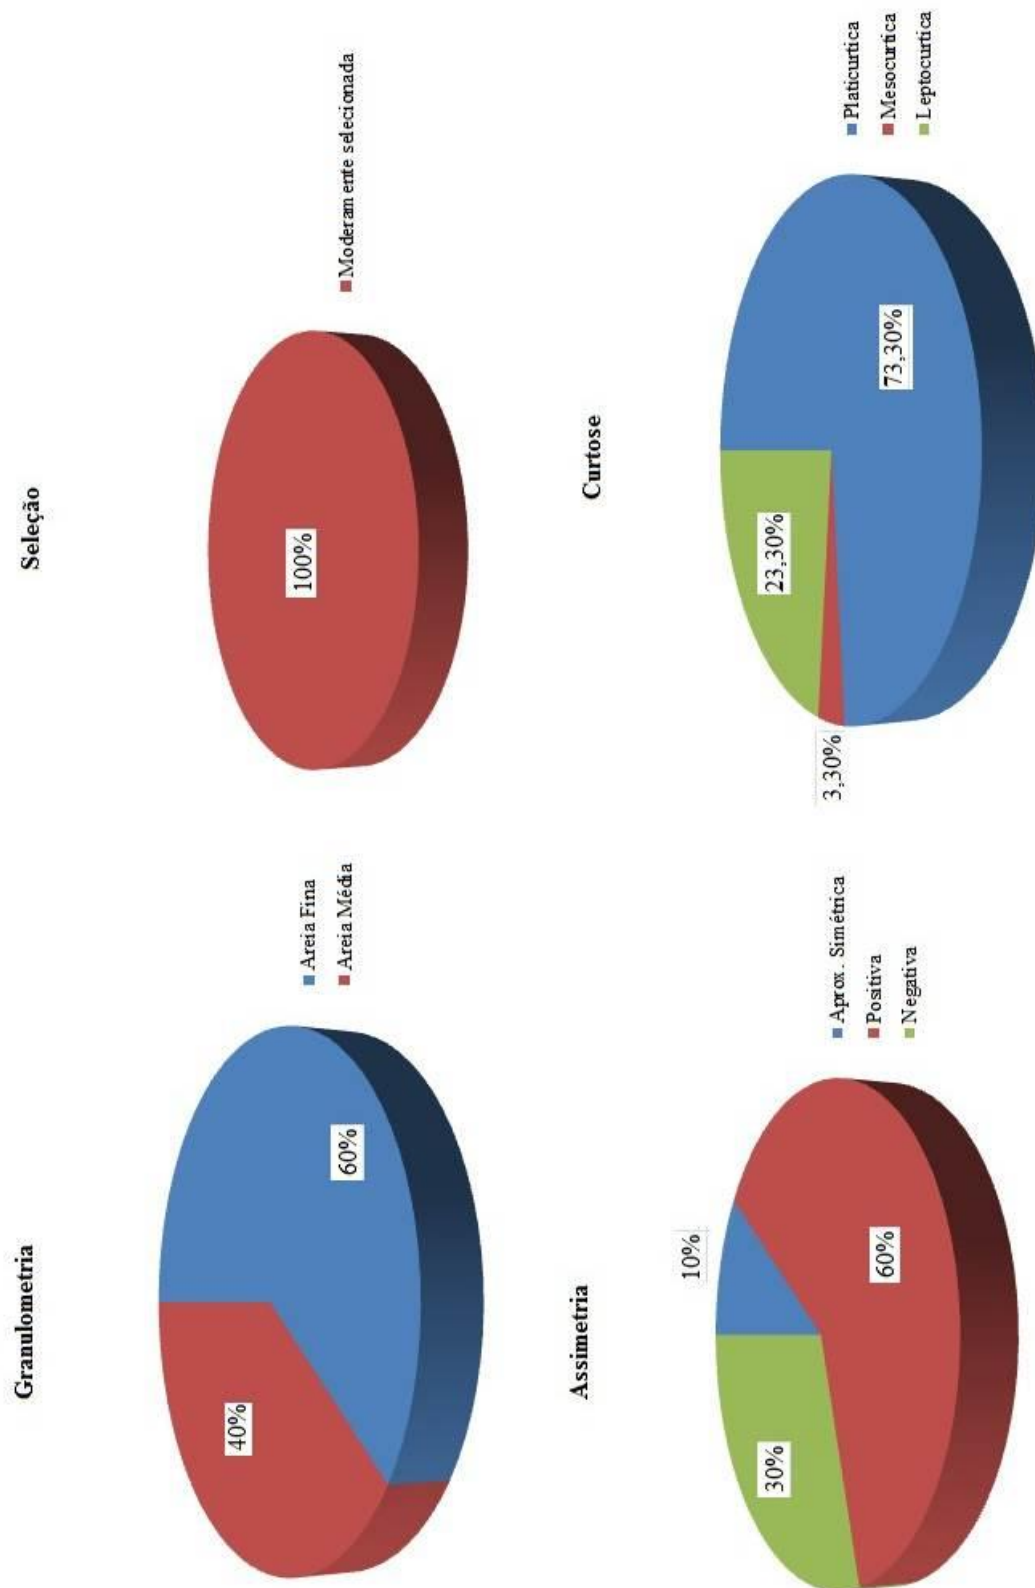 Granulometria
40%
60%
Areia Fina
Areia Média
Seleção
100%
Moderamente selecionada
Assimetria
30%
10%
60%
Aprox. Simétrica
Positiva
Negativa
Curtose
3,30%
23,30%
73,30%
Platicurtica
Mesocurtica
Leptocurtica